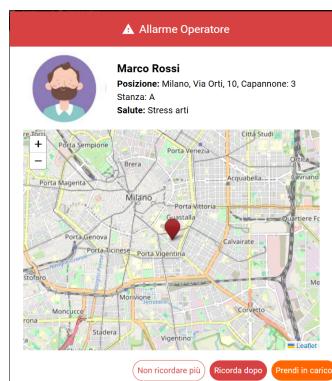 Allarme Operatore
Marco Rossi
Posizione: Milano, Via Orti, 10, Capannone: 3
Stanza: A
Salute: Stress arti
+
−
Porta Sempione
Città Studi
Porta Venezia
Brera
Porta Magenta
Acquabella
Milano
Porta Vittoria
Guastalla
Porta Genova
Porta Ticinese
Calvairate
Porta Vigentina
Morivione
Moncucco
Corvetto
Stadera
Vigentino
Leaflet
Non ricordare più
Ricorda dopo
Prendi in carico